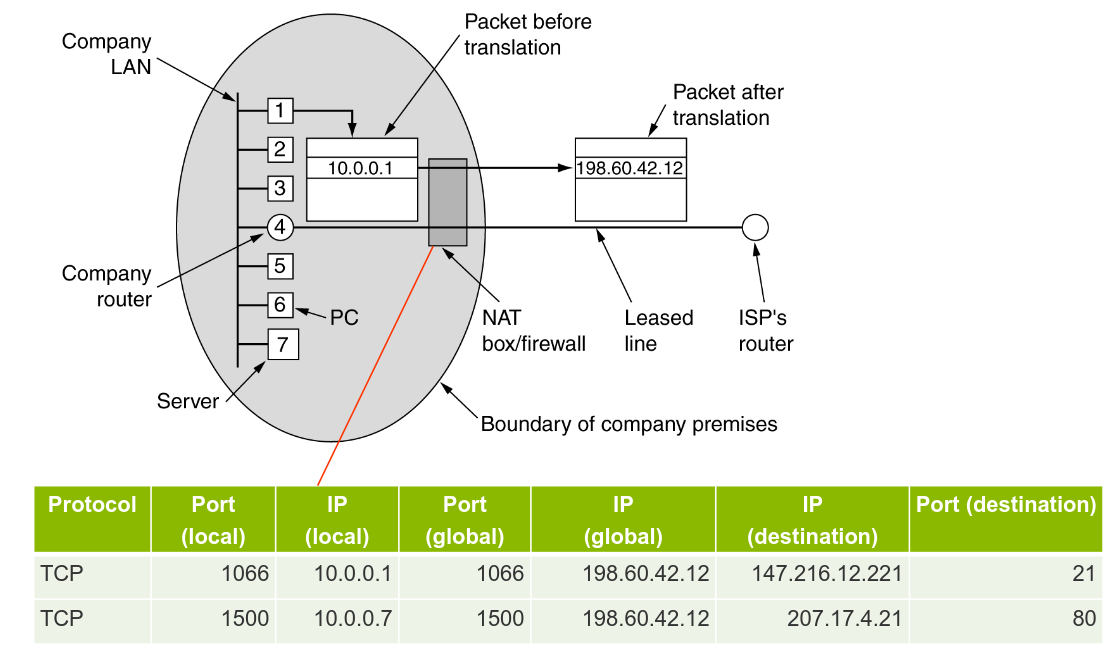 Packet before
translation
Company
LAN
Packet after
translation
1
2
10.0.0.1
198.60.42.12
3
4
Company
router
5
6
PC
NAT
box/firewall
Leased
line
ISP's
router
7
Server
Boundary of company premises
Protocol Port (local) IP (local) Port (global) IP (global) IP (destination) Port (destination)
TCP 1066 10.0.0.1 1066 198.60.42.12 147.216.12.221 21
TCP 1500 10.0.0.7 1500 198.60.42.12 207.17.4.21 80